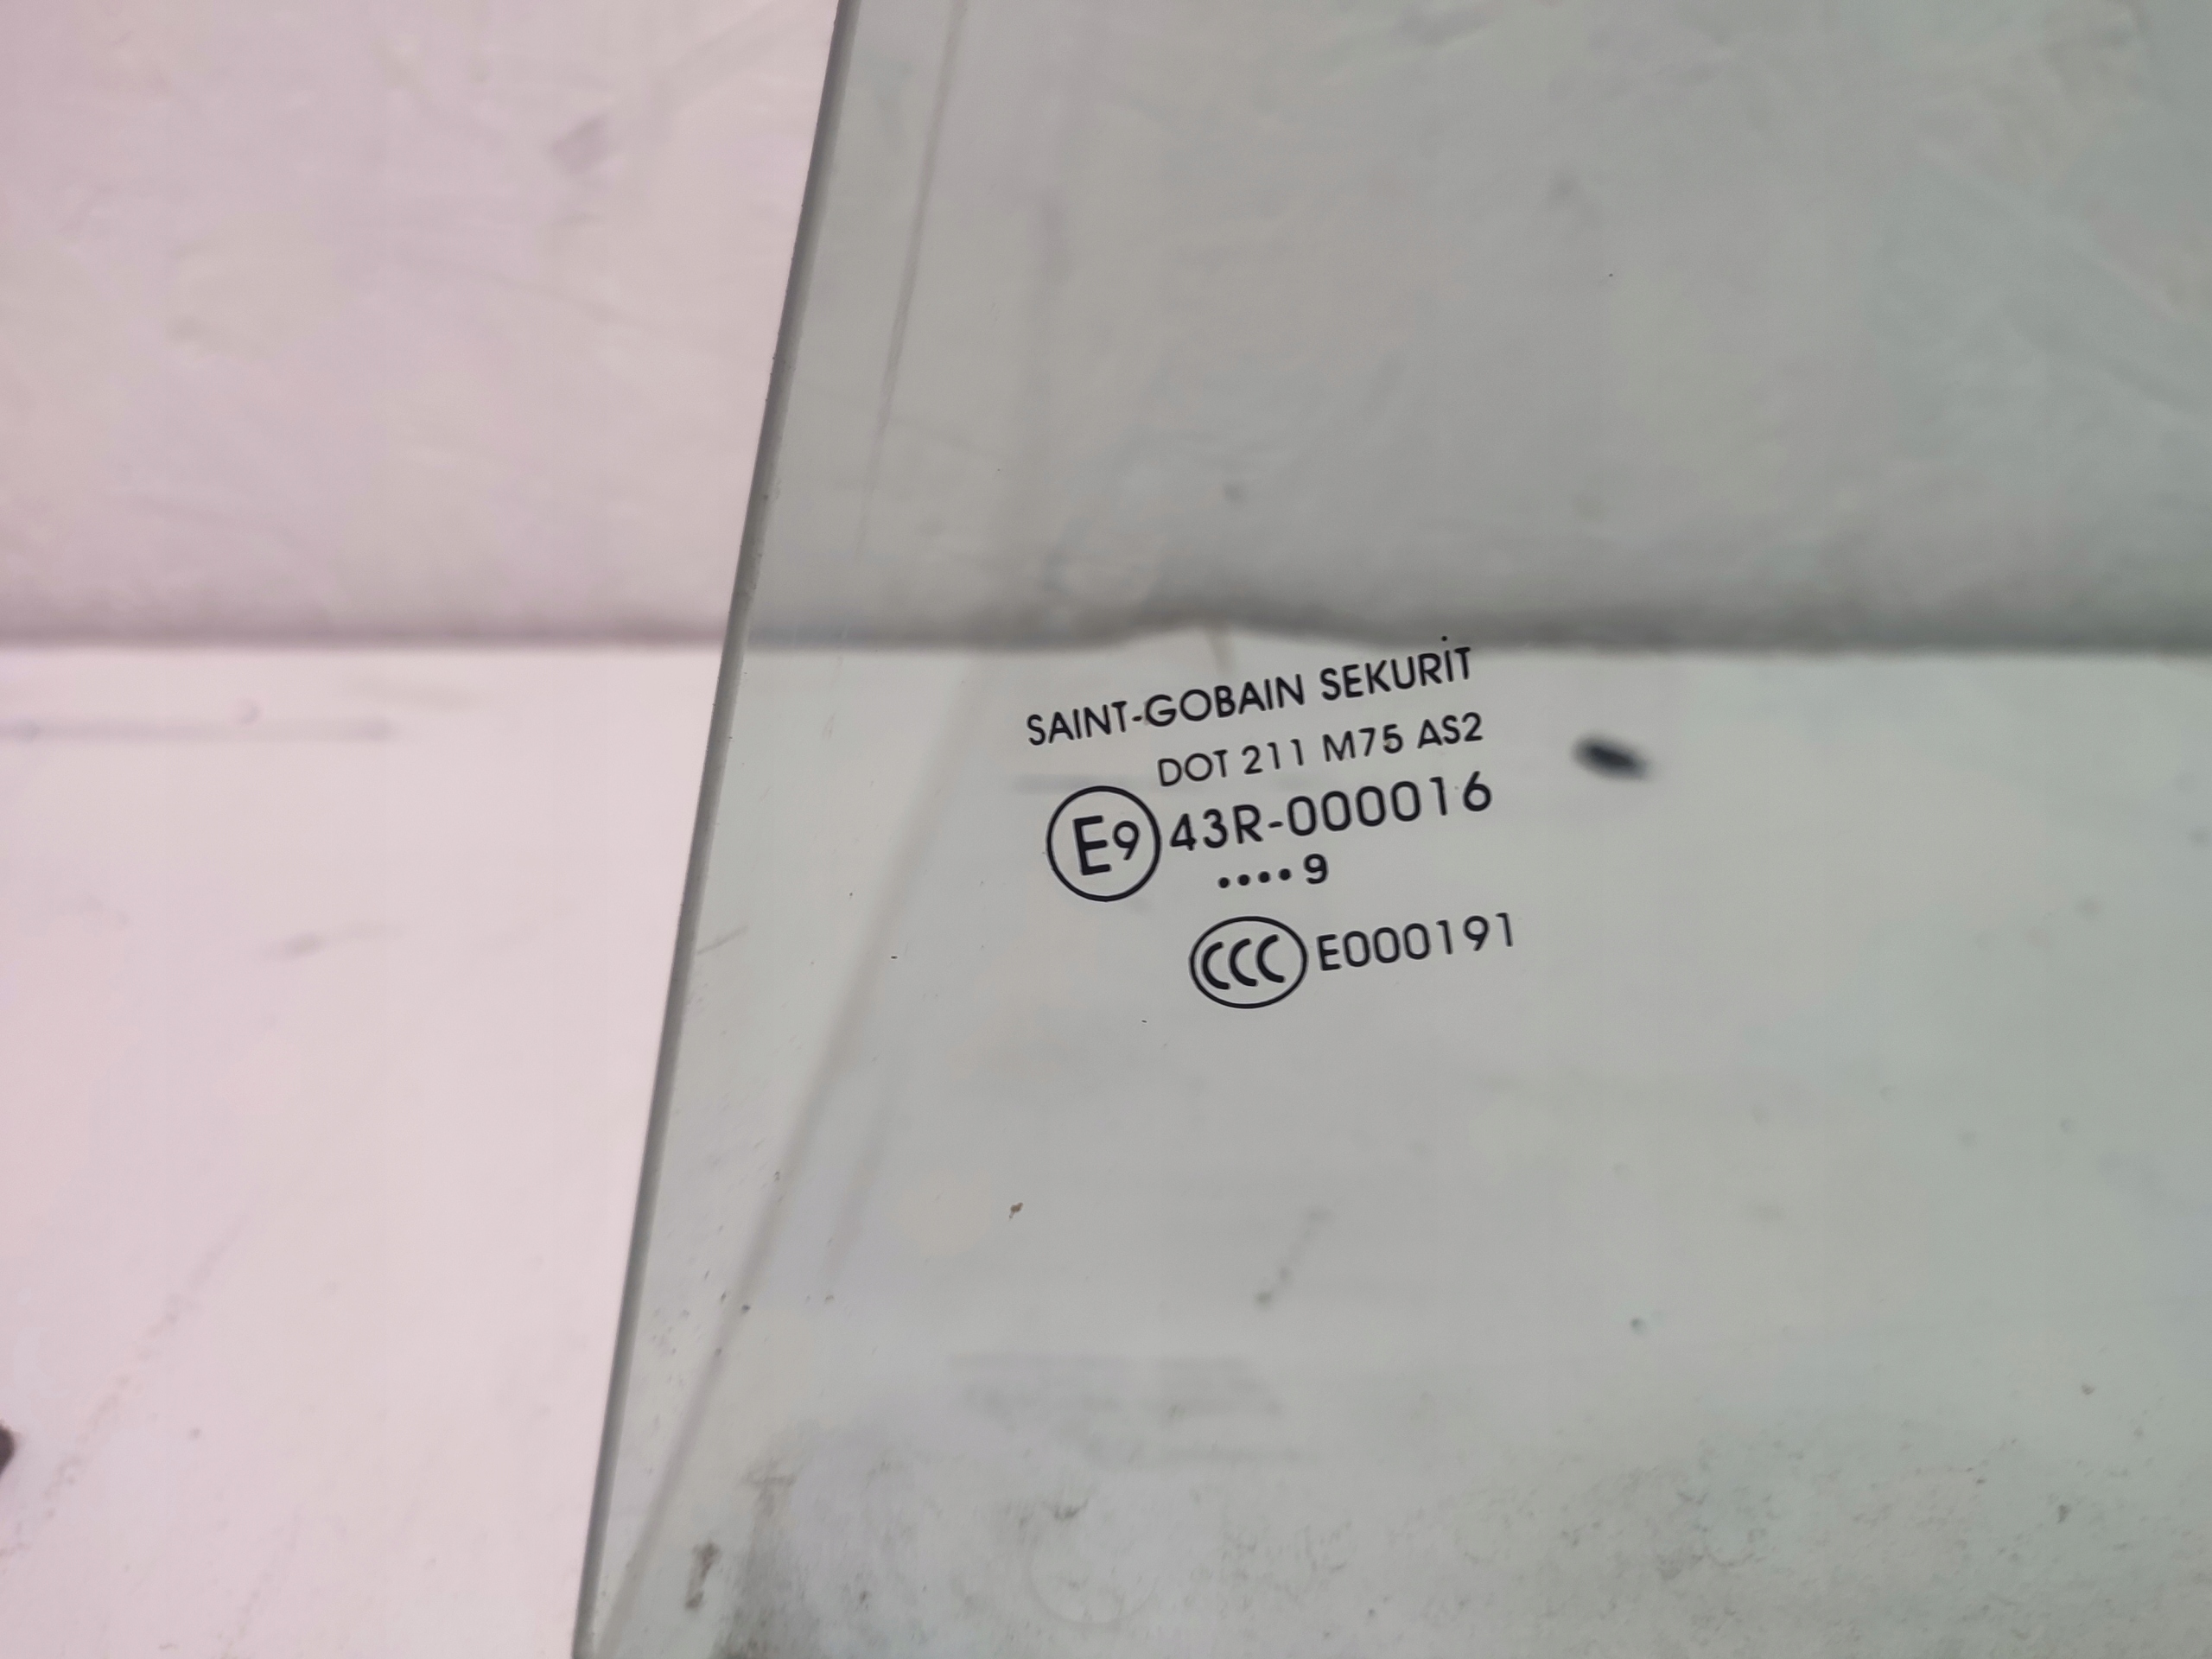 SAINT-GOBAIN SEKURIT
DOT 211 M75 AS2
E9 43R-000016
••••9
CCC E000191